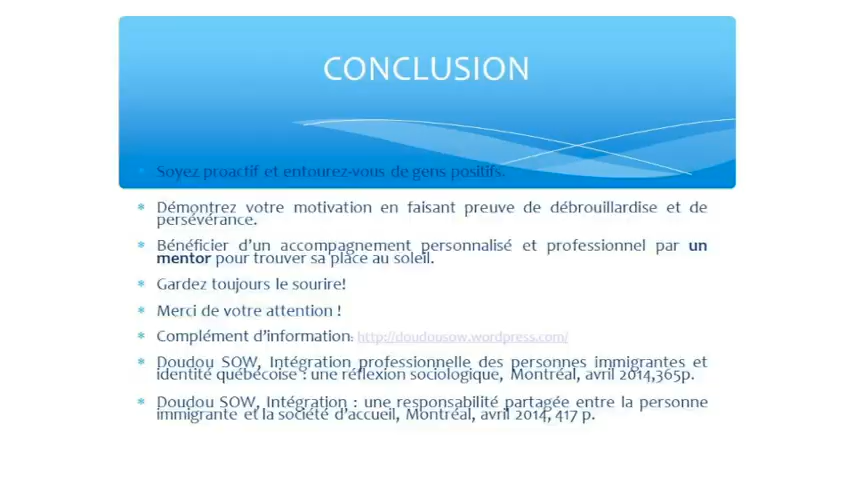 CONCLUSION
* Soyez proactif et entourez-vous de gens positifs.
* Démontrez votre motivation en faisant preuve de débrouillardise et de
persévérance.
* Bénéficier d'un accompagnement personnalisé et professionnel par un
mentor pour trouver sa place au soleil.
* Gardez toujours le sourire!
* Merci de votre attention !
* Complément d'information: http://doudousow.wordpress.com/
* Doudou SOW, Intégration professionnelle des personnes immigrantes et
identité québécoise : une réflexion sociologique, Montréal, avril 2014,365p.
* Doudou SOW, Intégration : une responsabilité partagée entre la personne
immigrante et la société d'accueil, Montréal, avril 2014, 417 p.